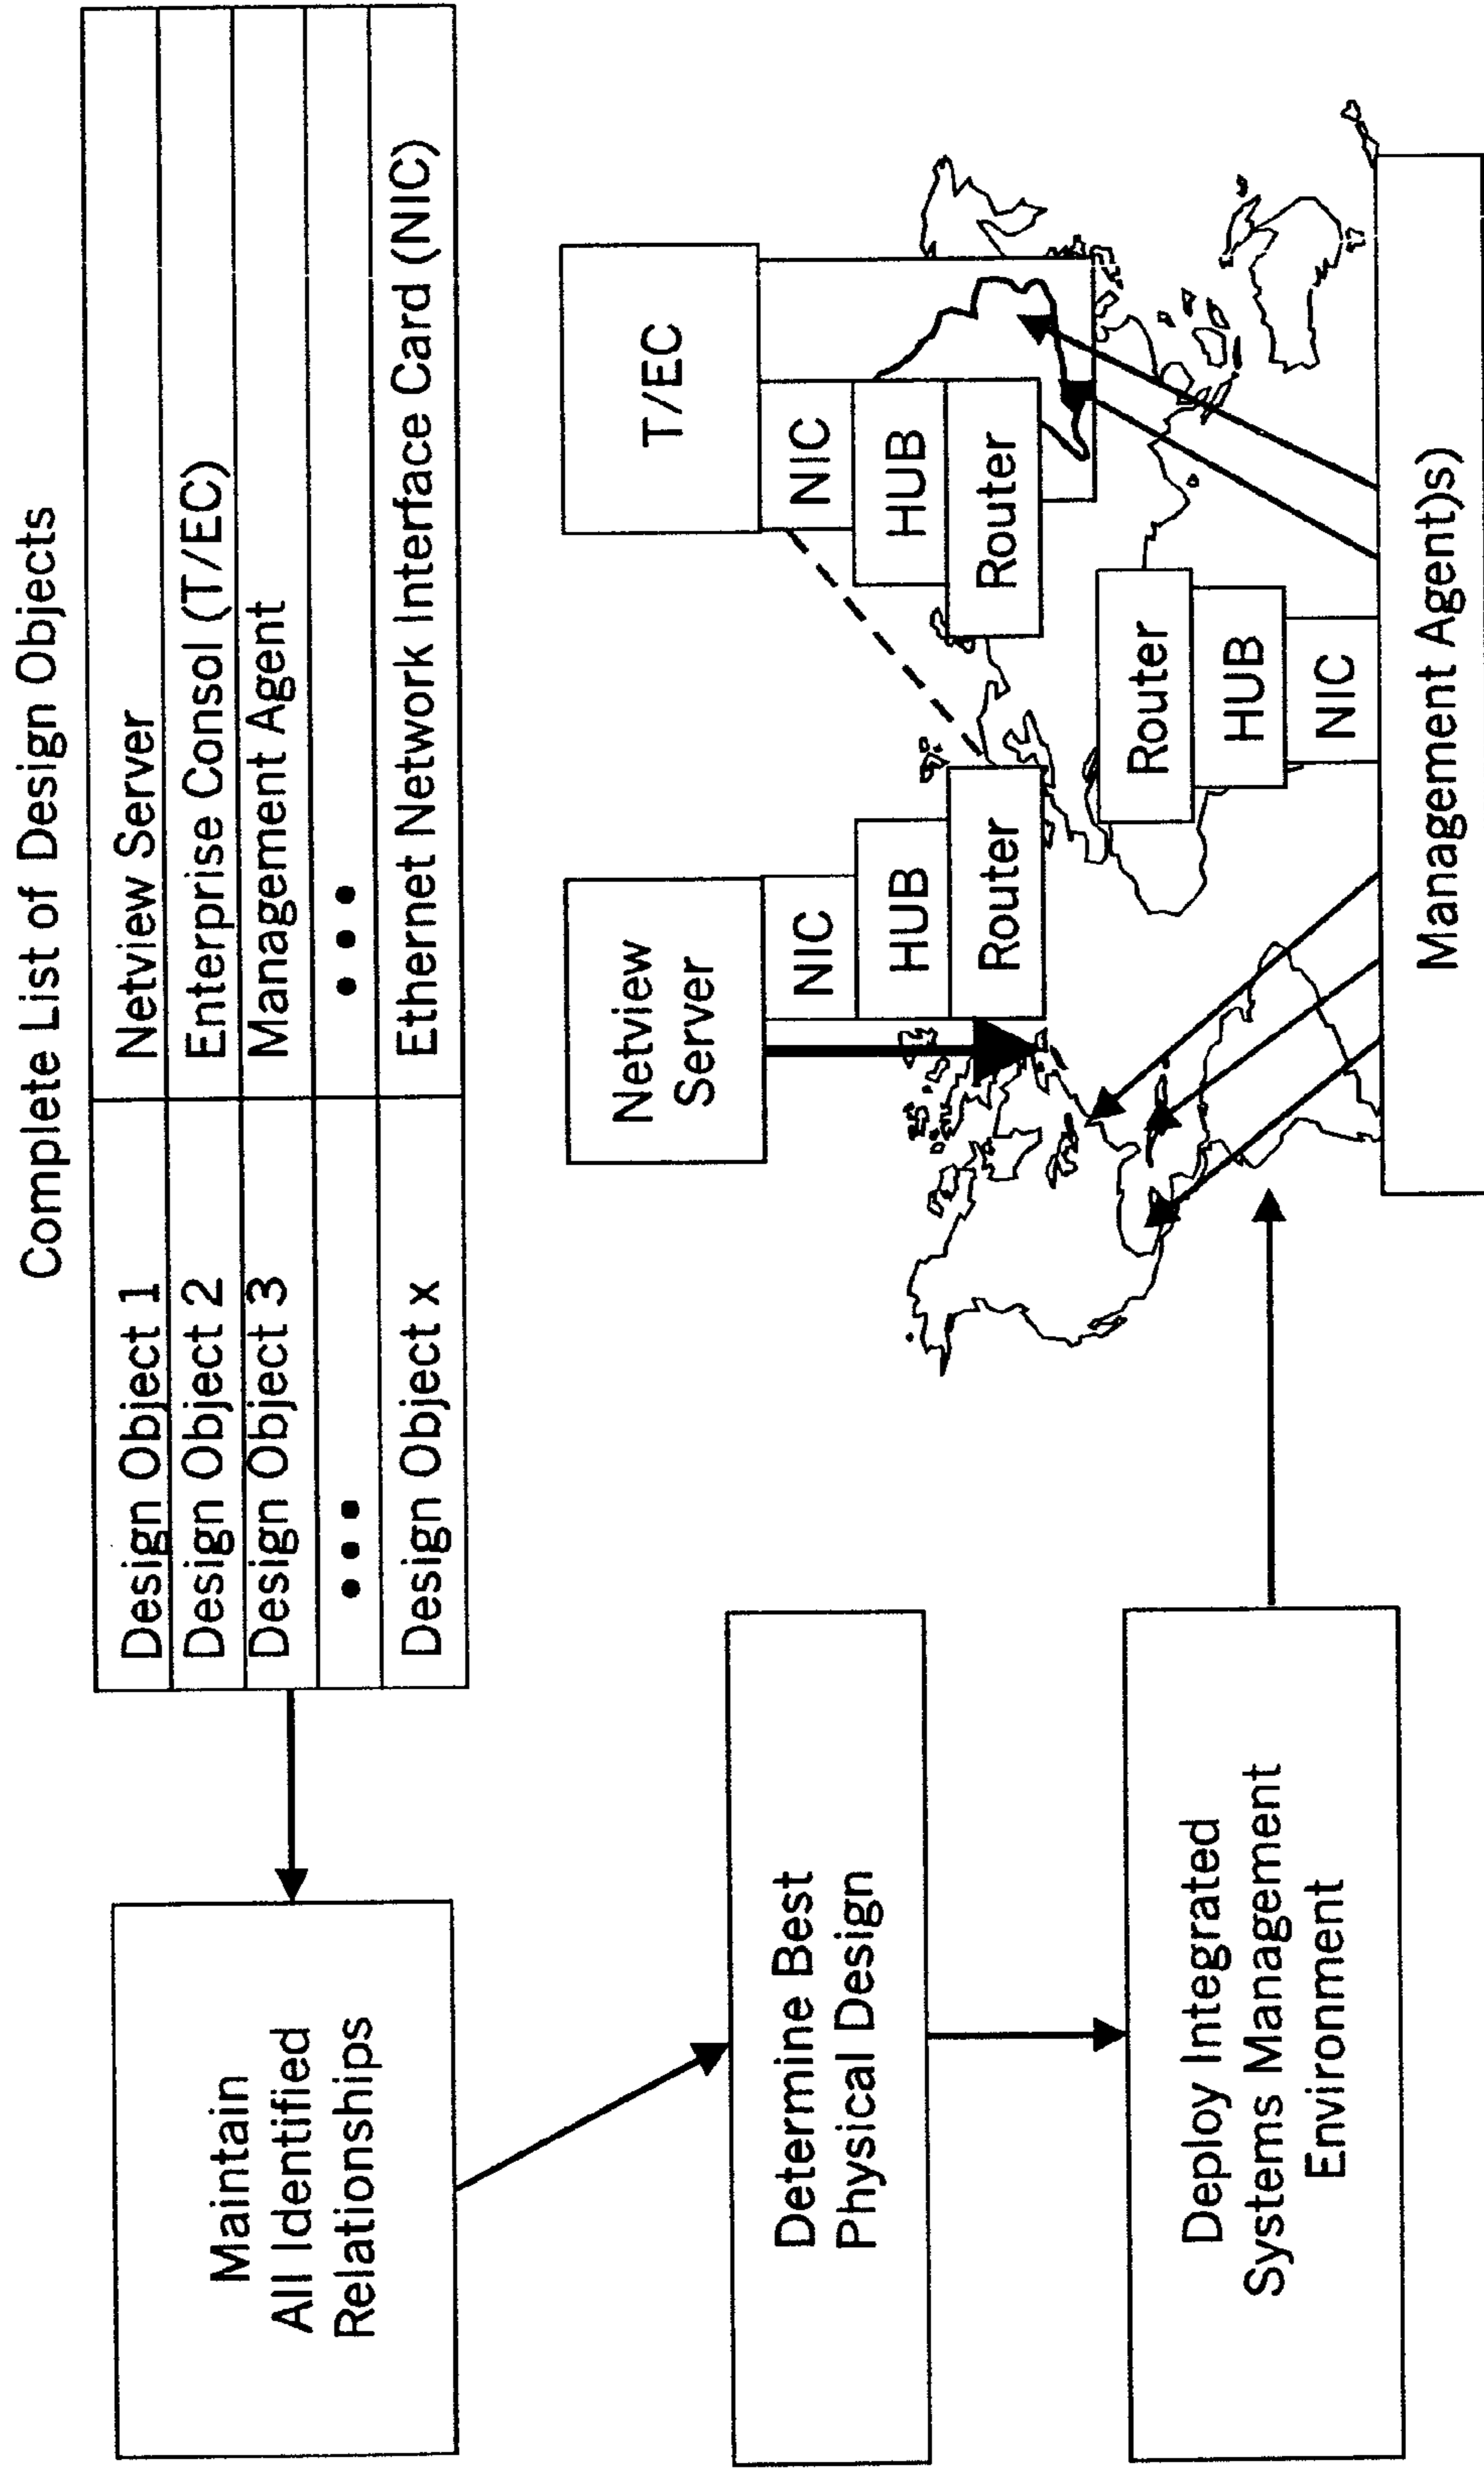 Complete List of Design Objects
Design Object 1 Netview Server
Design Object 2 Enterprise Consol (T/EC)
Design Object 3 Management Agent
••• •••
Design Object x Ethernet Network Interface Card (NIC)
Maintain
All Identified
Relationships
Determine Best
Physical Design
Deploy Integrated
Systems Management
Environment
Netview
Server
NIC
HUB
Router
T/EC
NIC
HUB
Router
Router
HUB
NIC
Management Agent)s)